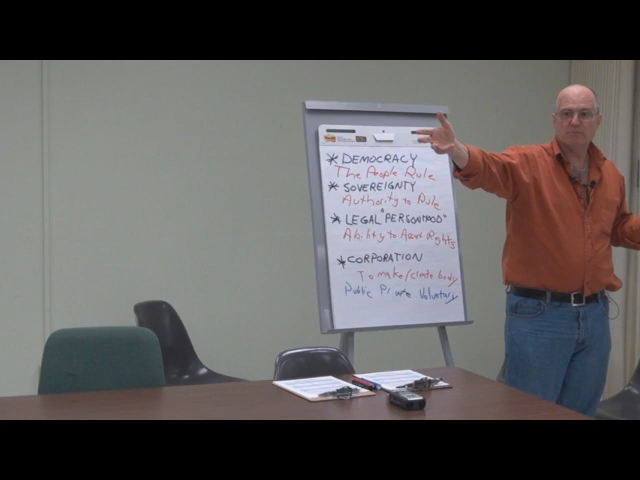 * DEMOCRACY
The People Rule
* SOVEREIGNTY
Authority to Rule
* LEGAL "PERSONHOOD"
Ability to Assert Rights
* CORPORATION
To make/create body
Public Private Voluntary